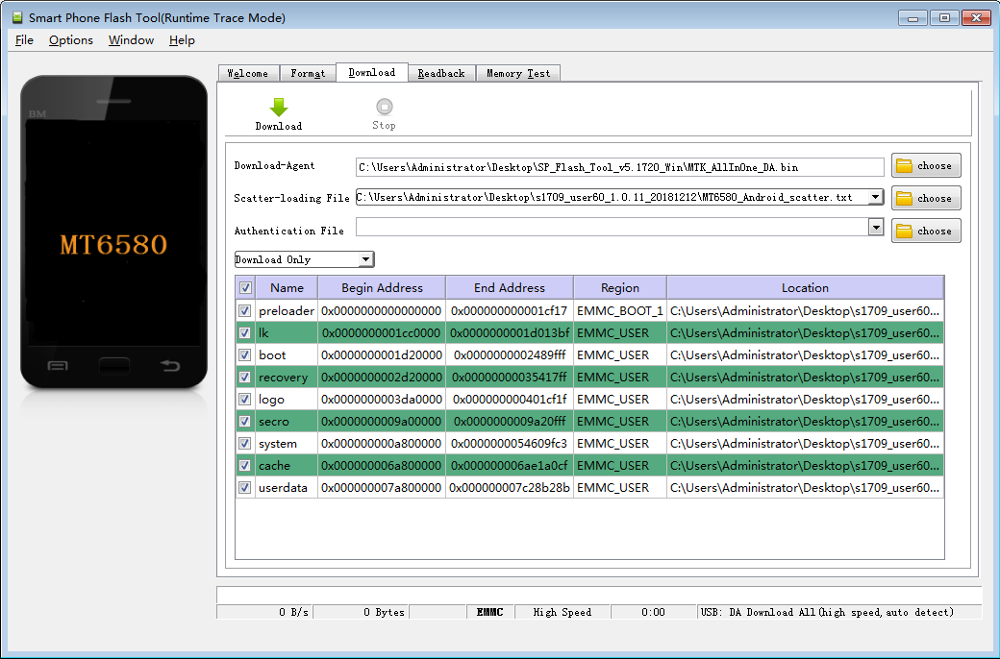 Smart Phone Flash Tool(Runtime Trace Mode)
File Options Window Help
Welcome Format Download Readback Memory Test
BM
MT6580
Download Stop
Download-Agent C:\Users\Administrator\Desktop\SP_Flash_Tool_v5.1720_Win\MTK_AllInOne_DA.bin choose
Scatter-loading File C:\Users\Administrator\Desktop\s1709_user60_1.0.11_20181212\MT6580_Android_scatter.txt choose
Authentication File choose
Download Only
Name Begin Address End Address Region Location
preloader 0x0000000000000000 0x000000000001cf17 EMMC_BOOT_1 C:\Users\Administrator\Desktop\s1709_user60...
lk 0x0000000001cc0000 0x0000000001d013bf EMMC_USER C:\Users\Administrator\Desktop\s1709_user60...
boot 0x0000000001d20000 0x0000000002489fff EMMC_USER C:\Users\Administrator\Desktop\s1709_user60...
recovery 0x0000000002d20000 0x00000000035417ff EMMC_USER C:\Users\Administrator\Desktop\s1709_user60...
logo 0x0000000003da0000 0x000000000401cf1f EMMC_USER C:\Users\Administrator\Desktop\s1709_user60...
secro 0x0000000009a00000 0x0000000009a20fff EMMC_USER C:\Users\Administrator\Desktop\s1709_user60...
system 0x000000000a800000 0x0000000054609fc3 EMMC_USER C:\Users\Administrator\Desktop\s1709_user60...
cache 0x000000006a800000 0x000000006ae1a0cf EMMC_USER C:\Users\Administrator\Desktop\s1709_user60...
userdata 0x000000007a800000 0x000000007c28b28b EMMC_USER C:\Users\Administrator\Desktop\s1709_user60...
0 B/s 0 Bytes EMMC High Speed 0:00 USB: DA Download All(high speed,auto detect)